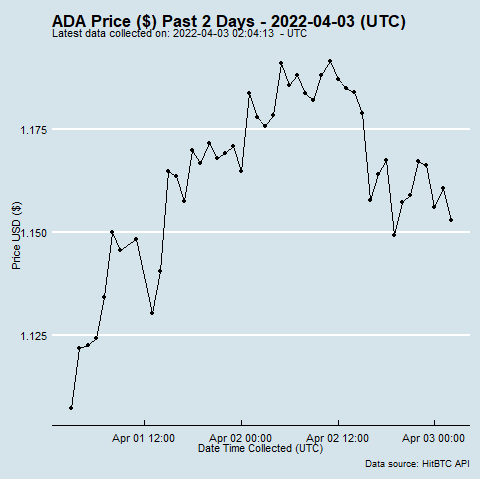 ADA Price ($) Past 2 Days - 2022-04-03 (UTC)
Latest data collected on: 2022-04-03 02:04:13  - UTC
1.175
1.150
1.125
Price USD ($)
Apr 01 12:00
Apr 02 00:00
Apr 02 12:00
Apr 03 00:00
Date Time Collected (UTC)
Data source: HitBTC API